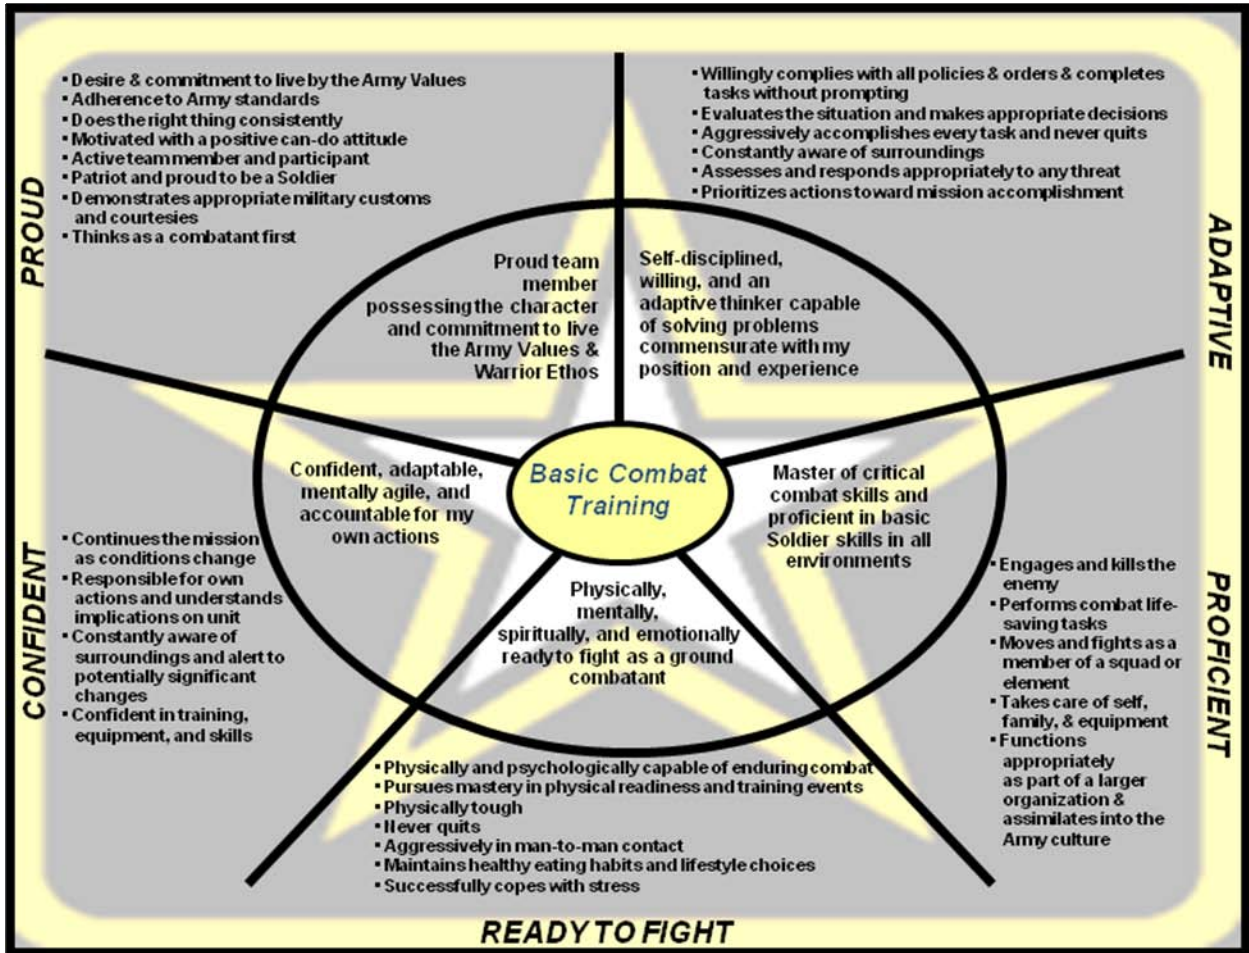 PROUD
▪ Desire & commitment to live by the Army Values
▪ Adherence to Army standards
▪ Does the right thing consistently
▪ Motivated with a positive can-do attitude
▪ Active team member and participant
▪ Patriot and proud to be a Soldier
▪ Demonstrates appropriate military customs
and courtesies
▪ Thinks as a combatant first
Proud team
member
possessing the character
and commitment to live
the Army Values &
Warrior Ethos
ADAPTIVE
▪ Willingly complies with all policies & orders & completes
tasks without prompting
▪ Evaluates the situation and makes appropriate decisions
▪ Aggressively accomplishes every task and never quits
▪ Constantly aware of surroundings
▪ Assesses and responds appropriately to any threat
▪ Prioritizes actions toward mission accomplishment
Self-disciplined,
willing, and an
adaptive thinker capable
of solving problems
commensurate with my
position and experience
Basic Combat
Training
CONFIDENT
Confident, adaptable,
mentally agile, and
accountable for my
own actions
▪ Continues the mission
as conditions change
▪ Responsible for own
actions and understands
implications on unit
▪ Constantly aware of
surroundings and alert to
potentially significant
changes
▪ Confident in training,
equipment, and skills
PROFICIENT
Master of critical
combat skills and
proficient in basic
Soldier skills in all
environments
▪ Engages and kills the
enemy
▪ Performs combat life-
saving tasks
▪ Moves and fights as a
member of a squad or
element
▪ Takes care of self,
family, & equipment
▪ Functions
appropriately
as part of a larger
organization &
assimilates into the
Army culture
Physically,
mentally,
spiritually, and emotionally
ready to fight as a ground
combatant
▪ Physically and psychologically capable of enduring combat
▪ Pursues mastery in physical readiness and training events
▪ Physically tough
▪ Never quits
▪ Aggressively in man-to-man contact
▪ Maintains healthy eating habits and lifestyle choices
▪ Successfully copes with stress
READY TO FIGHT